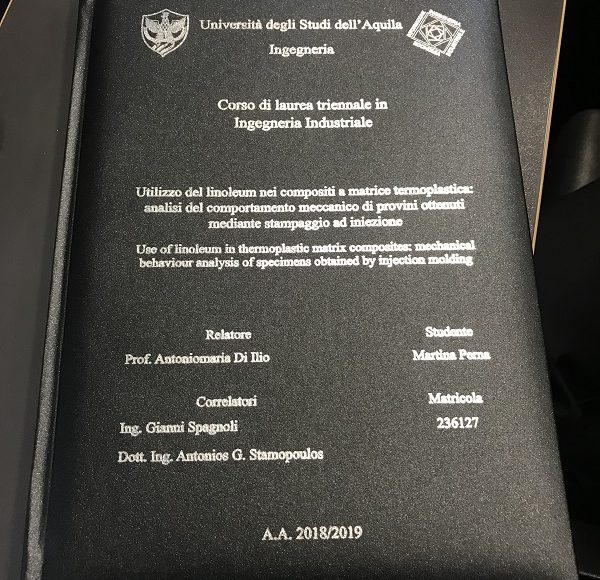 Università degli Studi dell'Aquila
Ingegneria
Corso di laurea triennale in
Ingegneria Industriale
Utilizzo del linoleum nei compositi a matrice termoplastica:
analisi del comportamento meccanico di provini ottenuti
mediante stampaggio ad iniezione
Use of linoleum in thermoplastic matrix composites: mechanical
behaviour analysis of specimens obtained by injection molding
Relatore
Prof. Antoniomaria Di Ilio
Studente
Martina Perna
Correlatori
Ing. Gianni Spagnoli
Dott. Ing. Antonios G. Stamopoulos
Matricola
236127
A.A. 2018/2019